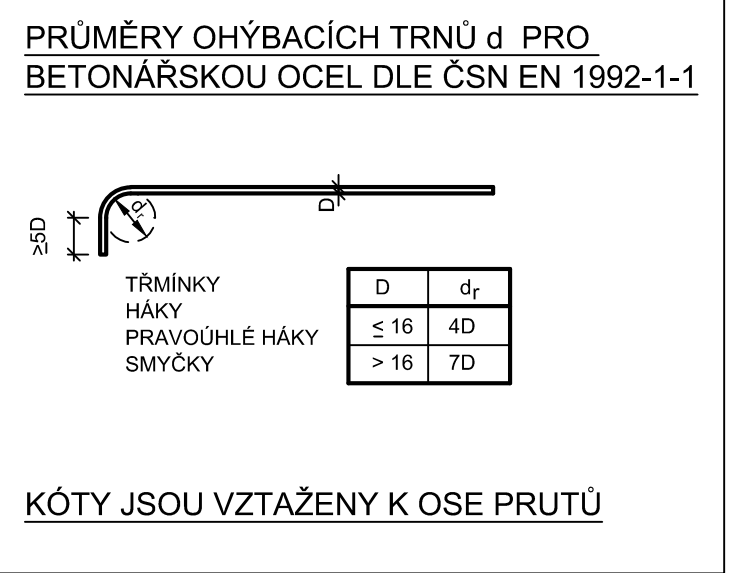 PRŮMĚRY OHÝBACÍCH TRNŮ d PRO
BETONÁŘSKOU OCEL DLE ČSN EN 1992-1-1
D
dr
≥5D
TŘMÍNKY
HÁKY
PRAVOÚHLÉ HÁKY
SMYČKY
D dr
≤ 16 4D
> 16 7D
KÓTY JSOU VZTAŽENY K OSE PRUTŮ